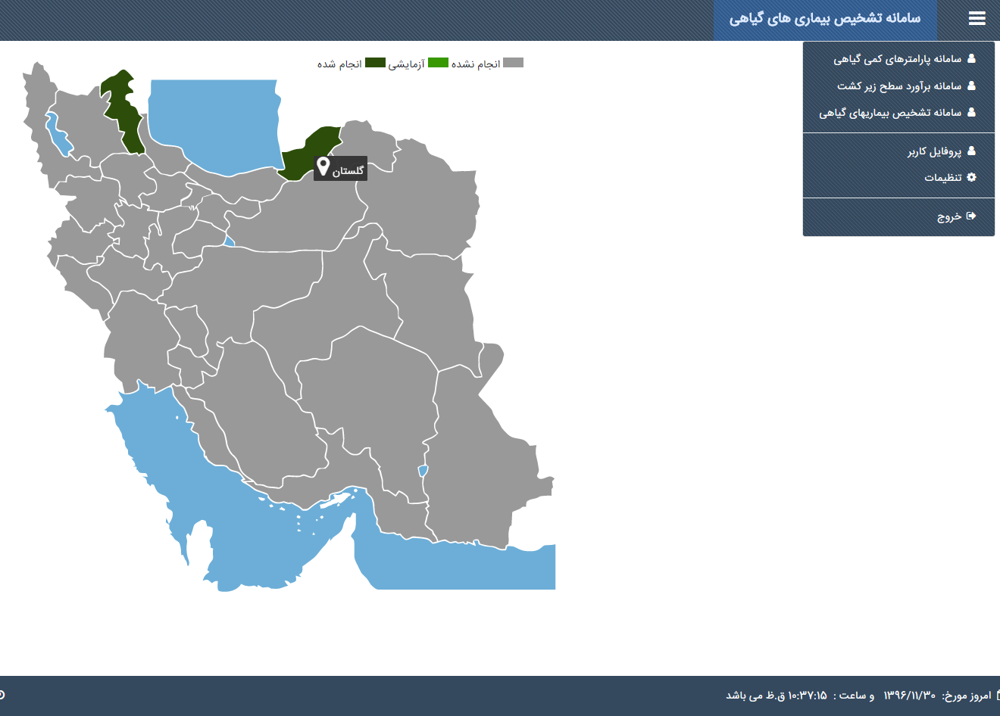 سامانه تشخیص بیماری های گیاهی
سامانه پارامترهای کمی گیاهی
سامانه برآورد سطح زیر کشت
سامانه تشخیص بیماریهای گیاهی
پروفایل کاربر
تنظیمات
خروج
انجام نشده آزمایشی انجام شده
گلستان
امروز مورخ: ۱۳۹۶/۱۱/۳۰ و ساعت : ۱۰:۳۷:۱۵ ق.ظ می باشد